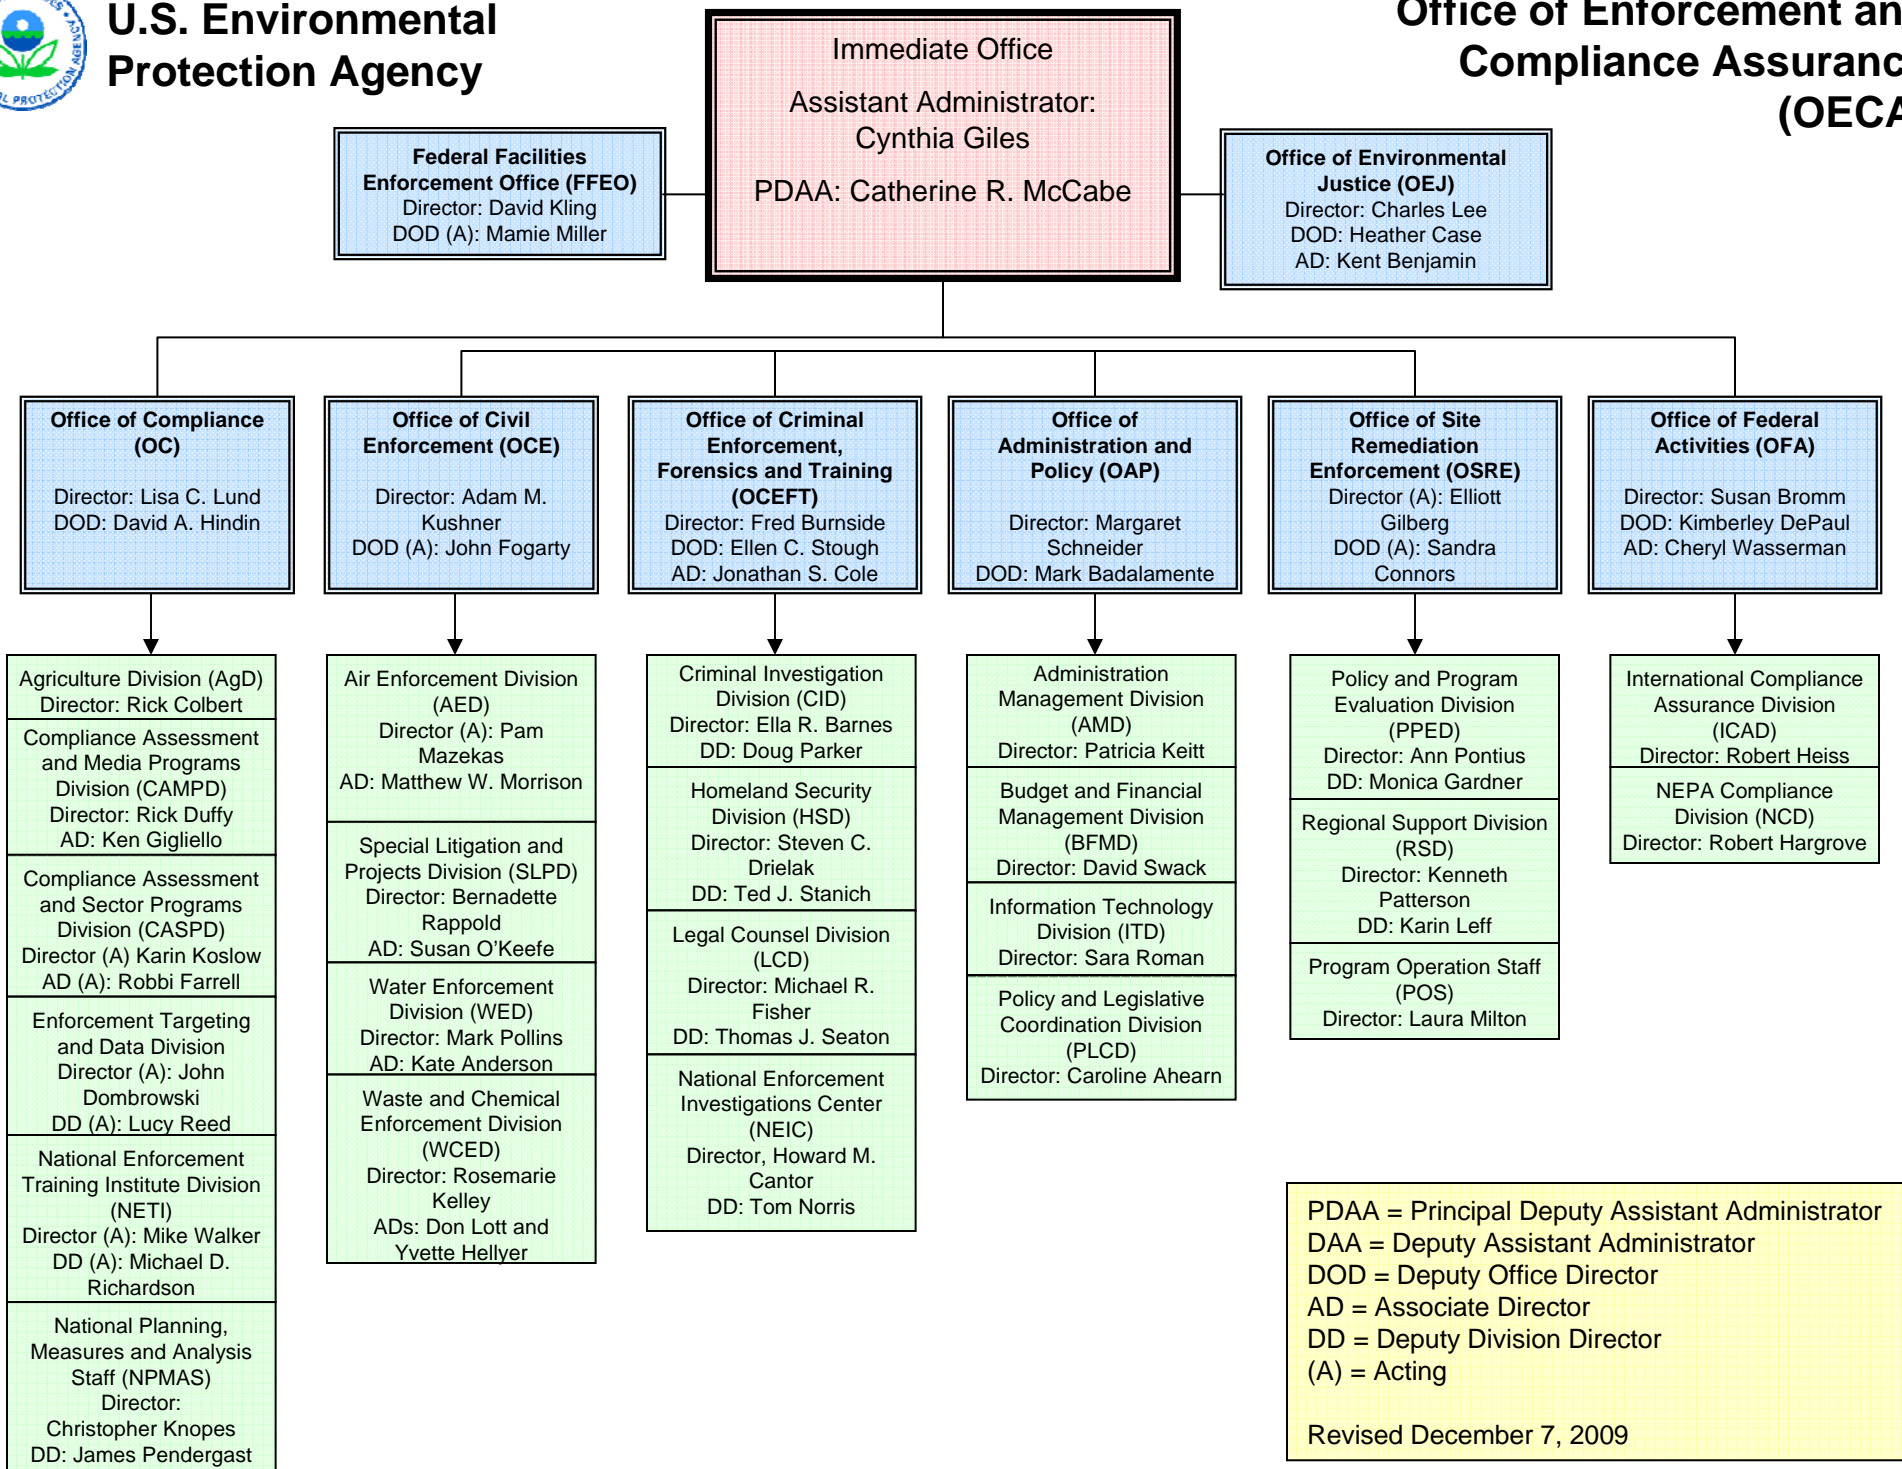 U.S. Environmental
Protection Agency
Office of Enforcement an
Compliance Assuranc
(OECA
Immediate Office
Assistant Administrator:
Cynthia Giles
PDAA: Catherine R. McCabe
Federal Facilities
Enforcement Office (FFEO)
Director: David Kling
DOD (A): Mamie Miller
Office of Environmental
Justice (OEJ)
Director: Charles Lee
DOD: Heather Case
AD: Kent Benjamin
Office of Compliance
(OC)
Director: Lisa C. Lund
DOD: David A. Hindin
Office of Civil
Enforcement (OCE)
Director: Adam M.
Kushner
DOD (A): John Fogarty
Office of Criminal
Enforcement,
Forensics and Training
(OCEFT)
Director: Fred Burnside
DOD: Ellen C. Stough
AD: Jonathan S. Cole
Office of
Administration and
Policy (OAP)
Director: Margaret
Schneider
DOD: Mark Badalamente
Office of Site
Remediation
Enforcement (OSRE)
Director (A): Elliott
Gilberg
DOD (A): Sandra
Connors
Office of Federal
Activities (OFA)
Director: Susan Bromm
DOD: Kimberley DePaul
AD: Cheryl Wasserman
Agriculture Division (AgD)
Director: Rick Colbert
Compliance Assessment
and Media Programs
Division (CAMPD)
Director: Rick Duffy
AD: Ken Gigliello
Compliance Assessment
and Sector Programs
Division (CASPD)
Director (A) Karin Koslow
AD (A): Robbi Farrell
Enforcement Targeting
and Data Division
Director (A): John
Dombrowski
DD (A): Lucy Reed
National Enforcement
Training Institute Division
(NETI)
Director (A): Mike Walker
DD (A): Michael D.
Richardson
National Planning,
Measures and Analysis
Staff (NPMAS)
Director:
Christopher Knopes
DD: James Pendergast
Air Enforcement Division
(AED)
Director (A): Pam
Mazekas
AD: Matthew W. Morrison
Special Litigation and
Projects Division (SLPD)
Director: Bernadette
Rappold
AD: Susan O’Keefe
Water Enforcement
Division (WED)
Director: Mark Pollins
AD: Kate Anderson
Waste and Chemical
Enforcement Division
(WCED)
Director: Rosemarie
Kelley
ADs: Don Lott and
Yvette Hellyer
Criminal Investigation
Division (CID)
Director: Ella R. Barnes
DD: Doug Parker
Homeland Security
Division (HSD)
Director: Steven C.
Drielak
DD: Ted J. Stanich
Legal Counsel Division
(LCD)
Director: Michael R.
Fisher
DD: Thomas J. Seaton
National Enforcement
Investigations Center
(NEIC)
Director, Howard M.
Cantor
DD: Tom Norris
Administration
Management Division
(AMD)
Director: Patricia Keitt
Budget and Financial
Management Division
(BFMD)
Director: David Swack
Information Technology
Division (ITD)
Director: Sara Roman
Policy and Legislative
Coordination Division
(PLCD)
Director: Caroline Ahearn
Policy and Program
Evaluation Division
(PPED)
Director: Ann Pontius
DD: Monica Gardner
Regional Support Division
(RSD)
Director: Kenneth
Patterson
DD: Karin Leff
Program Operation Staff
(POS)
Director: Laura Milton
International Compliance
Assurance Division
(ICAD)
Director: Robert Heiss
NEPA Compliance
Division (NCD)
Director: Robert Hargrove
PDAA = Principal Deputy Assistant Administrator
DAA = Deputy Assistant Administrator
DOD = Deputy Office Director
AD = Associate Director
DD = Deputy Division Director
(A) = Acting
Revised December 7, 2009